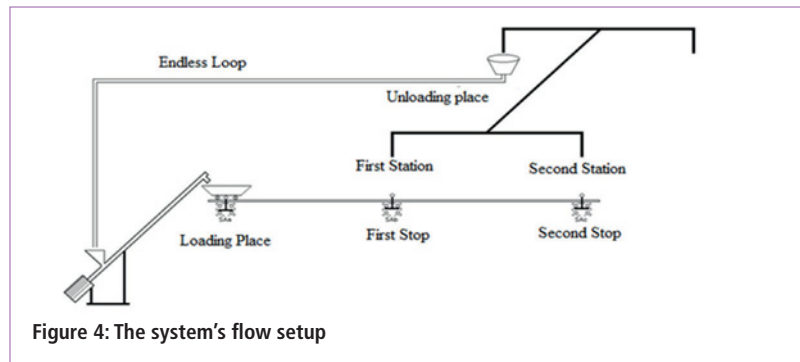 Endless Loop
Unloading place
First Station
Second Station
Loading Place
First Stop
Second Stop
Figure 4: The system's flow setup